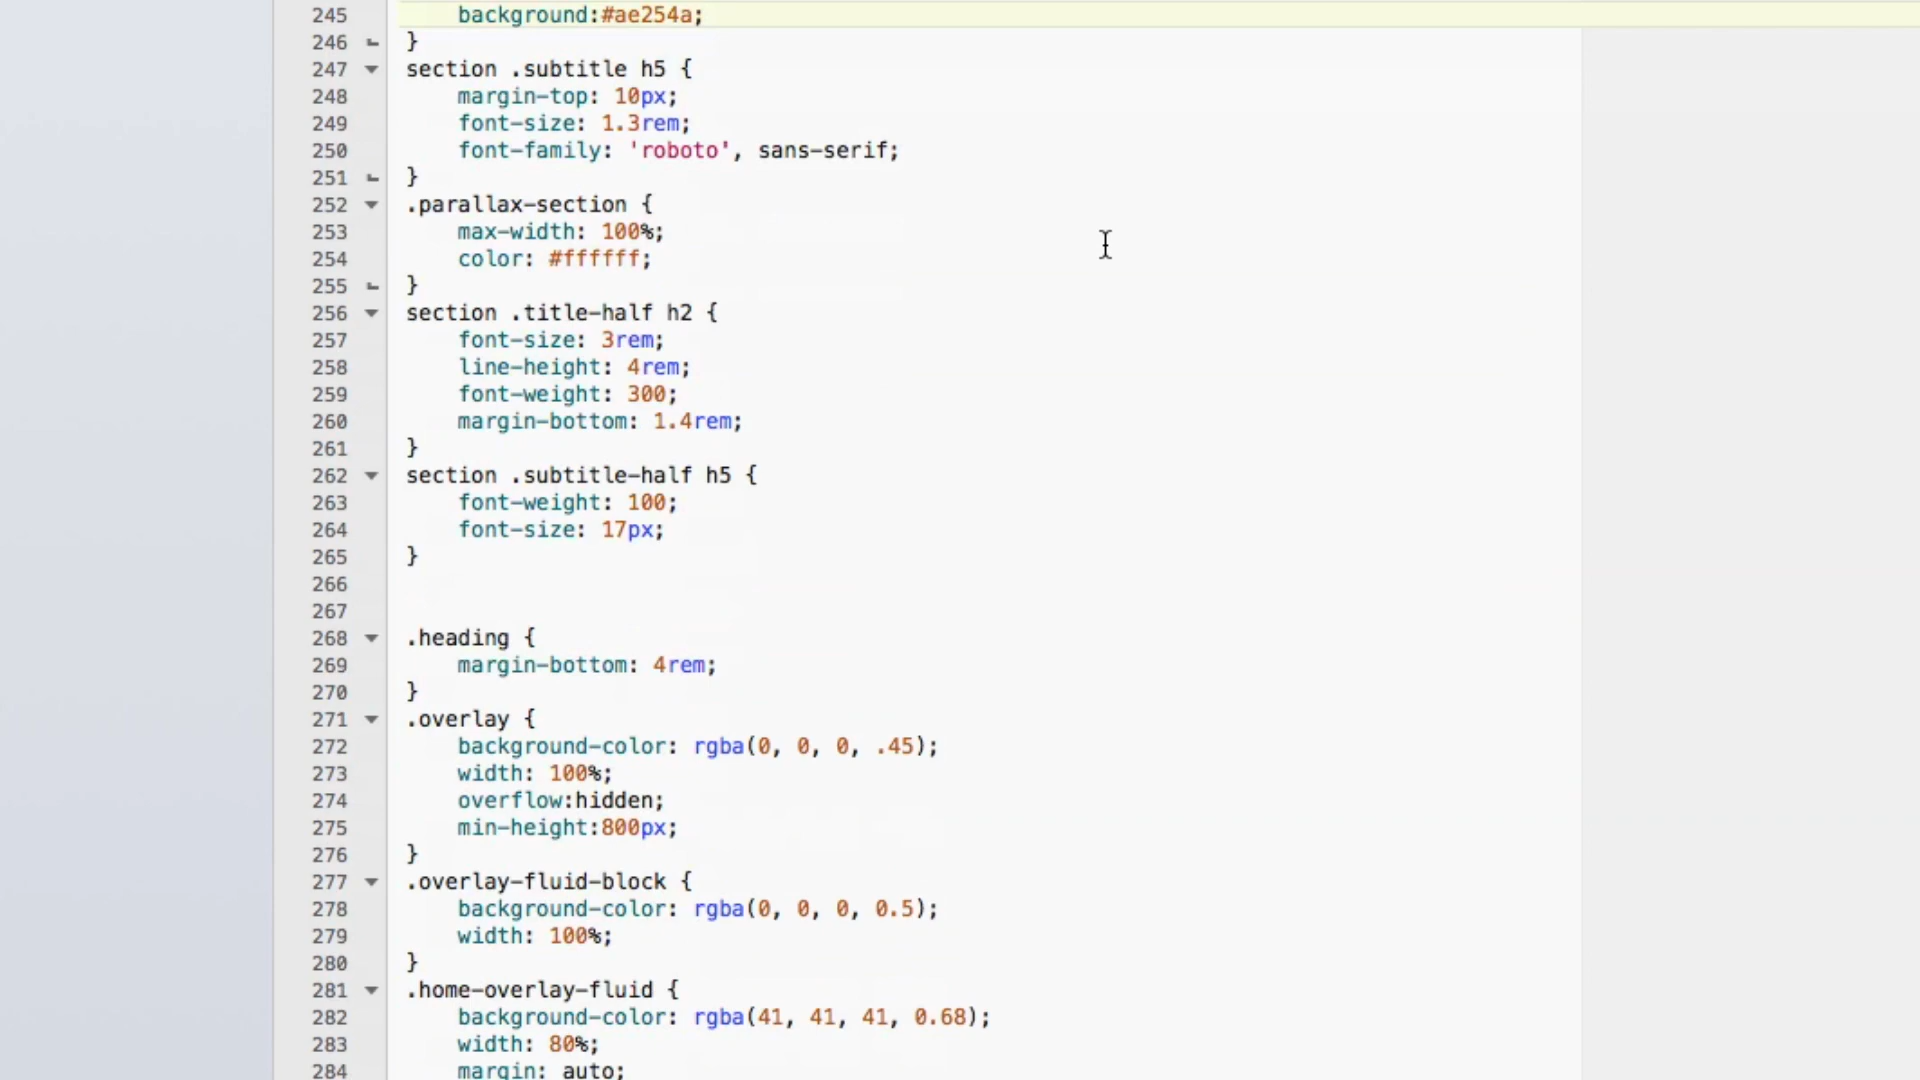 245 background:#ae254a;
246 }
247 section .subtitle h5 {
248 margin-top: 10px;
249 font-size: 1.3rem;
250 font-family: 'roboto', sans-serif;
251 }
252 .parallax-section {
253 max-width: 100%;
254 color: #ffffff;
255 }
256 section .title-half h2 {
257 font-size: 3rem;
258 line-height: 4rem;
259 font-weight: 300;
260 margin-bottom: 1.4rem;
261 }
262 section .subtitle-half h5 {
263 font-weight: 100;
264 font-size: 17px;
265 }
266
267
268 .heading {
269 margin-bottom: 4rem;
270 }
271 .overlay {
272 background-color: rgba(0, 0, 0, .45);
273 width: 100%;
274 overflow:hidden;
275 min-height:800px;
276 }
277 .overlay-fluid-block {
278 background-color: rgba(0, 0, 0, 0.5);
279 width: 100%;
280 }
281 .home-overlay-fluid {
282 background-color: rgba(41, 41, 41, 0.68);
283 width: 80%;
284 margin: auto;